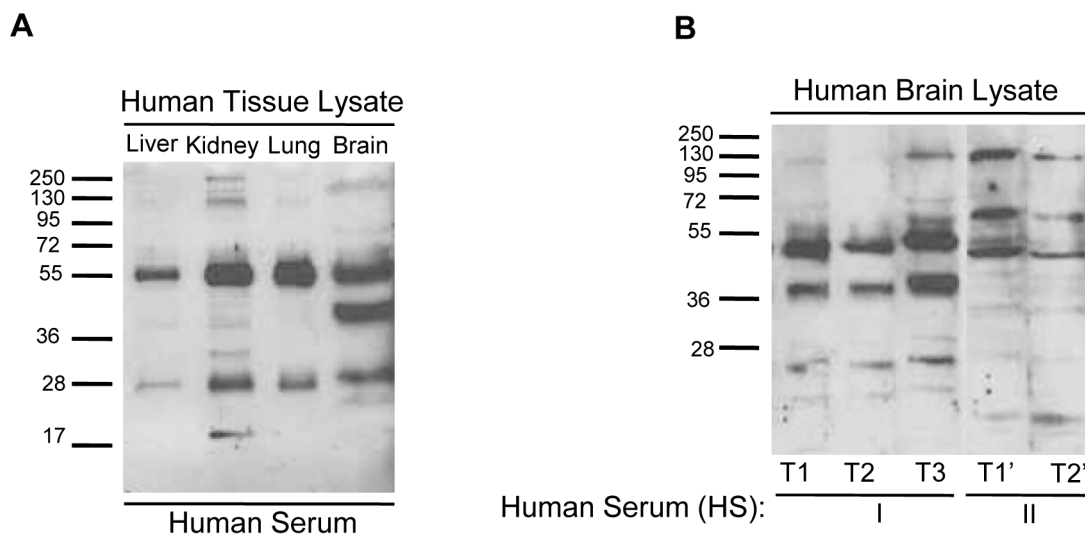 A
Human Tissue Lysate
Liver Kidney Lung Brain
250
130
95
72
55
36
28
17
Human Serum
B
Human Brain Lysate
250
130
95
72
55
36
28
T1 T2 T3 T1' T2'
Human Serum (HS): I II